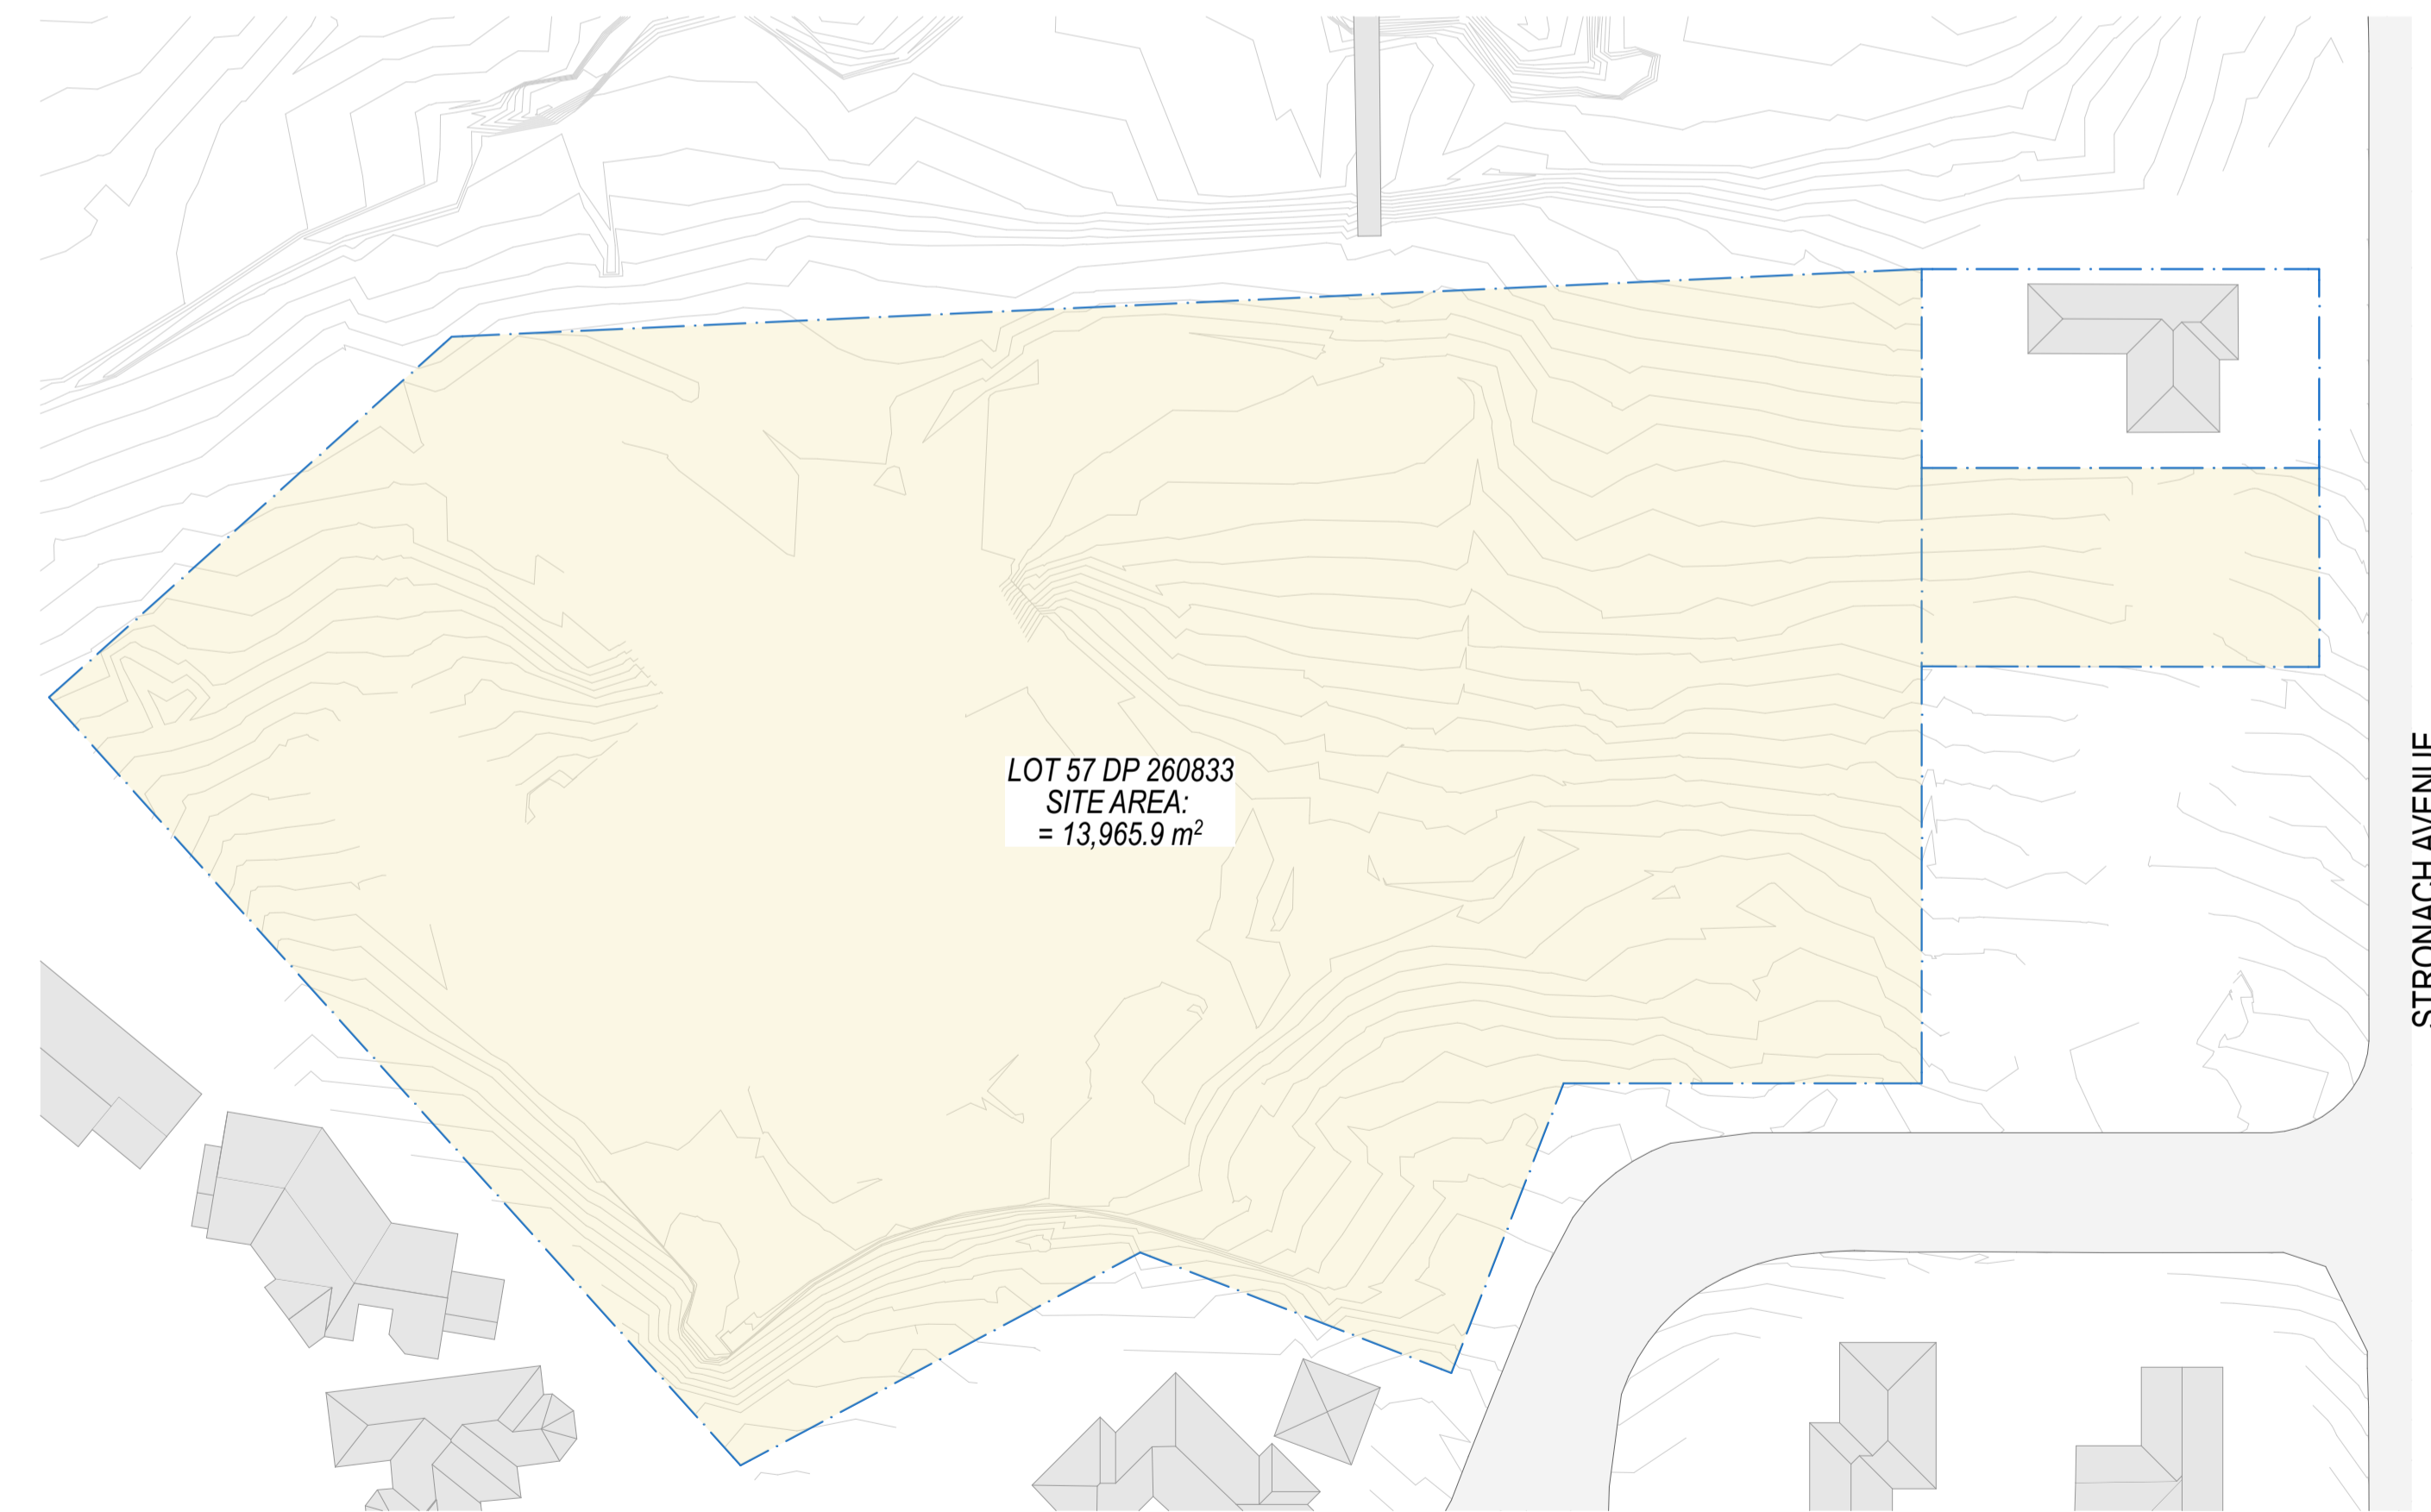 LOT 57 DP 260833
SITE AREA:
= 13,965.9 m²
STRONACH AVENUE